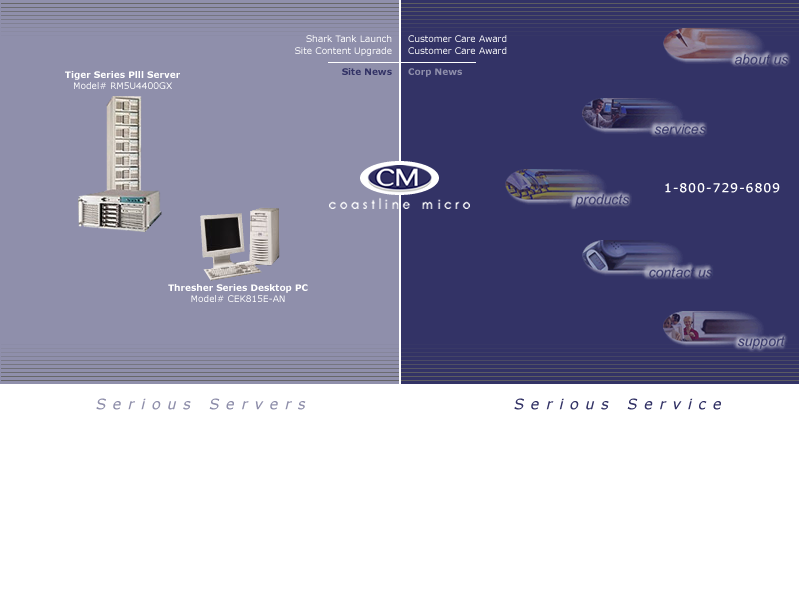 Shark Tank Launch
Site Content Upgrade
Site News
Tiger Series PIII Server
Model# RM5U4400GX
Thresher Series Desktop PC
Model# CEK815E-AN
Customer Care Award
Customer Care Award
Corp News
CM
coastline micro
about us
services
1-800-729-6809
products
contact us
support
Serious Servers
Serious Service